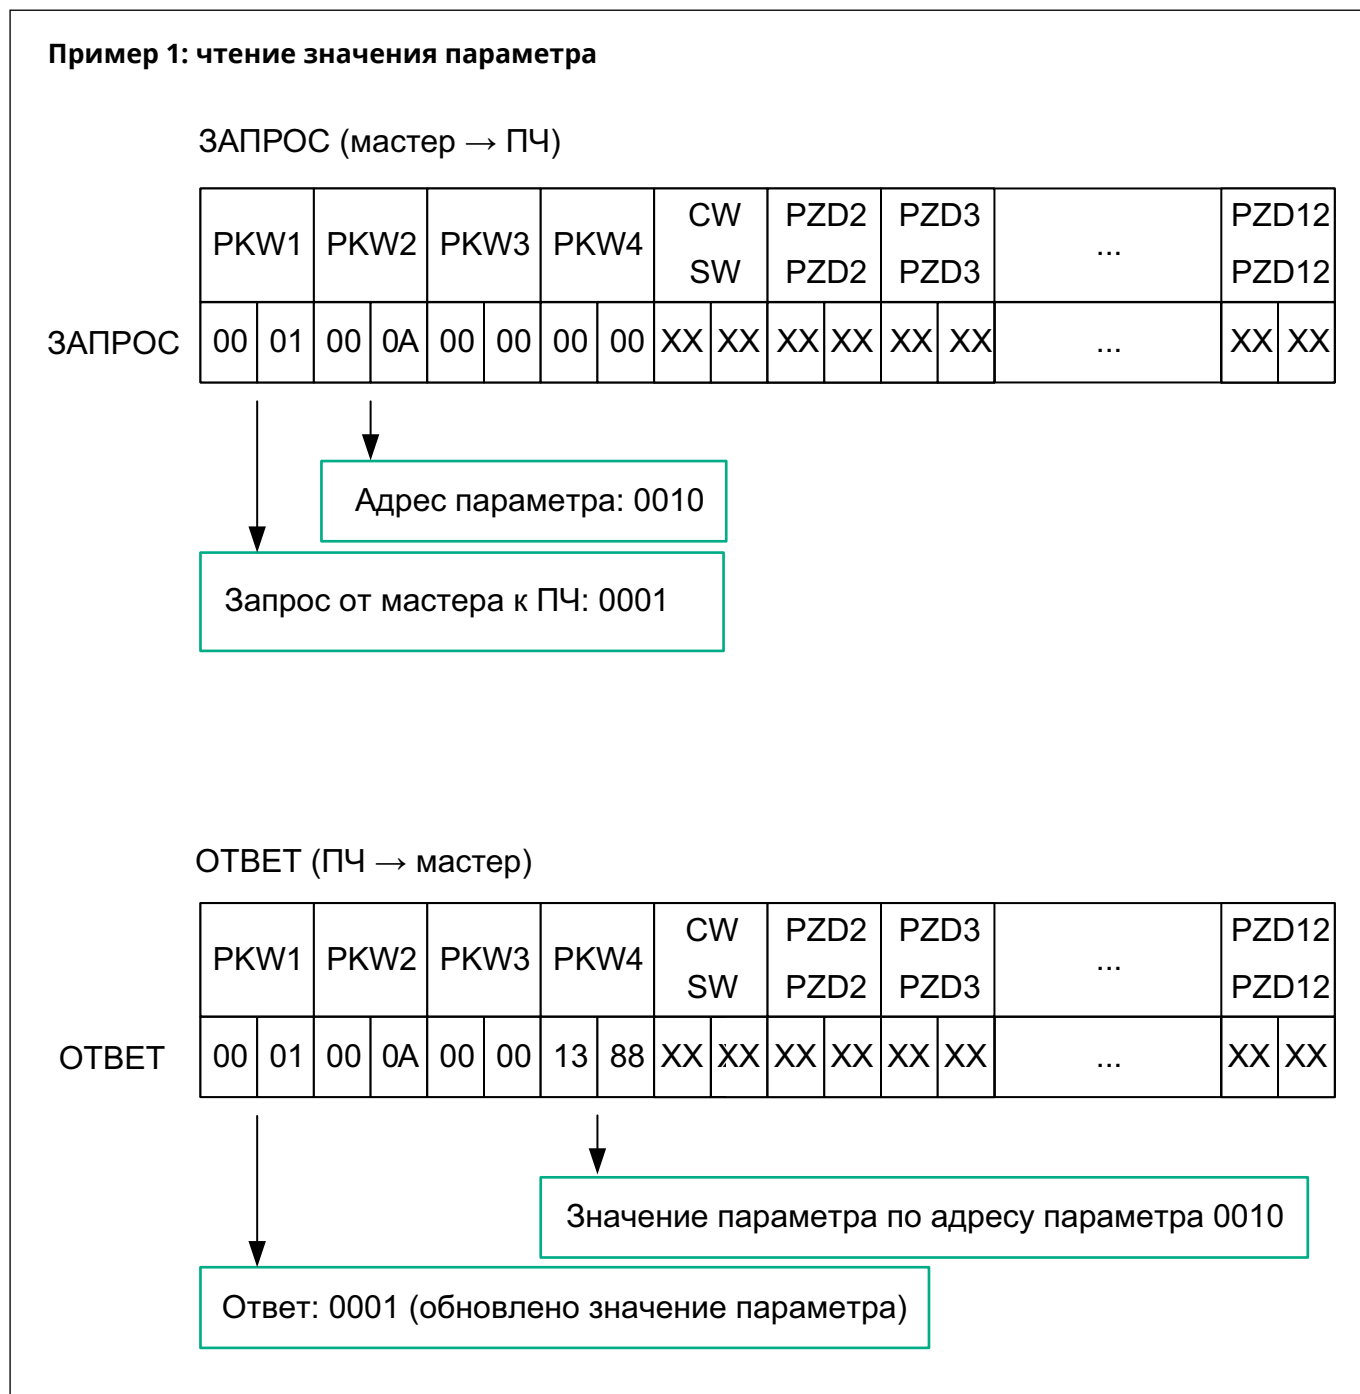 Пример 1: чтение значения параметра
ЗАПРОС (мастер → ПЧ)
PKW1 PKW2 PKW3 PKW4 CW PZD2 PZD3 ... PZD12
SW PZD2 PZD3 PZD12
ЗАПРОС 00 01 00 0A 00 00 00 00 XX XX XX XX XX XX ... XX XX
Адрес параметра: 0010
Запрос от мастера к ПЧ: 0001
ОТВЕТ (ПЧ → мастер)
PKW1 PKW2 PKW3 PKW4 CW PZD2 PZD3 ... PZD12
SW PZD2 PZD3 PZD12
ОТВЕТ 00 01 00 0A 00 00 13 88 XX XX XX XX XX XX ... XX XX
Значение параметра по адресу параметра 0010
Ответ: 0001 (обновлено значение параметра)